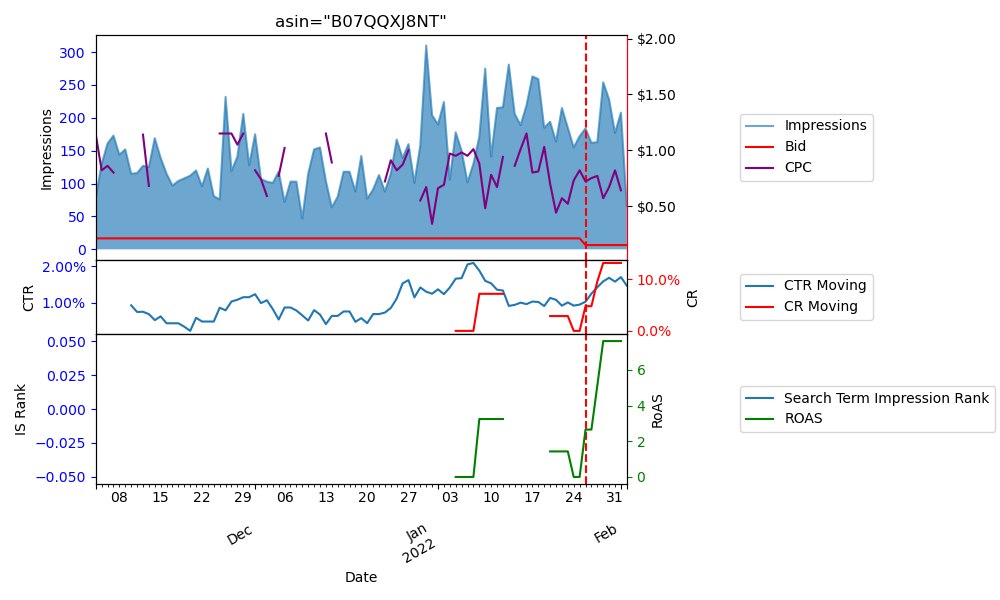 asin="B07QQXJ8NT"
300
250
200
150
100
50
0
Impressions
$2.00
$1.50
$1.00
$0.50
Impressions
Bid
CPC
2.00%
1.00%
CTR
10.0%
0.0%
CR
CTR Moving
CR Moving
0.050
0.025
0.000
−0.025
−0.050
IS Rank
6
4
2
0
RoAS
Search Term Impression Rank
ROAS
08 15 22 29 06 13 20 27 03 10 17 24 31
Dec
Jan
2022
Feb
Date